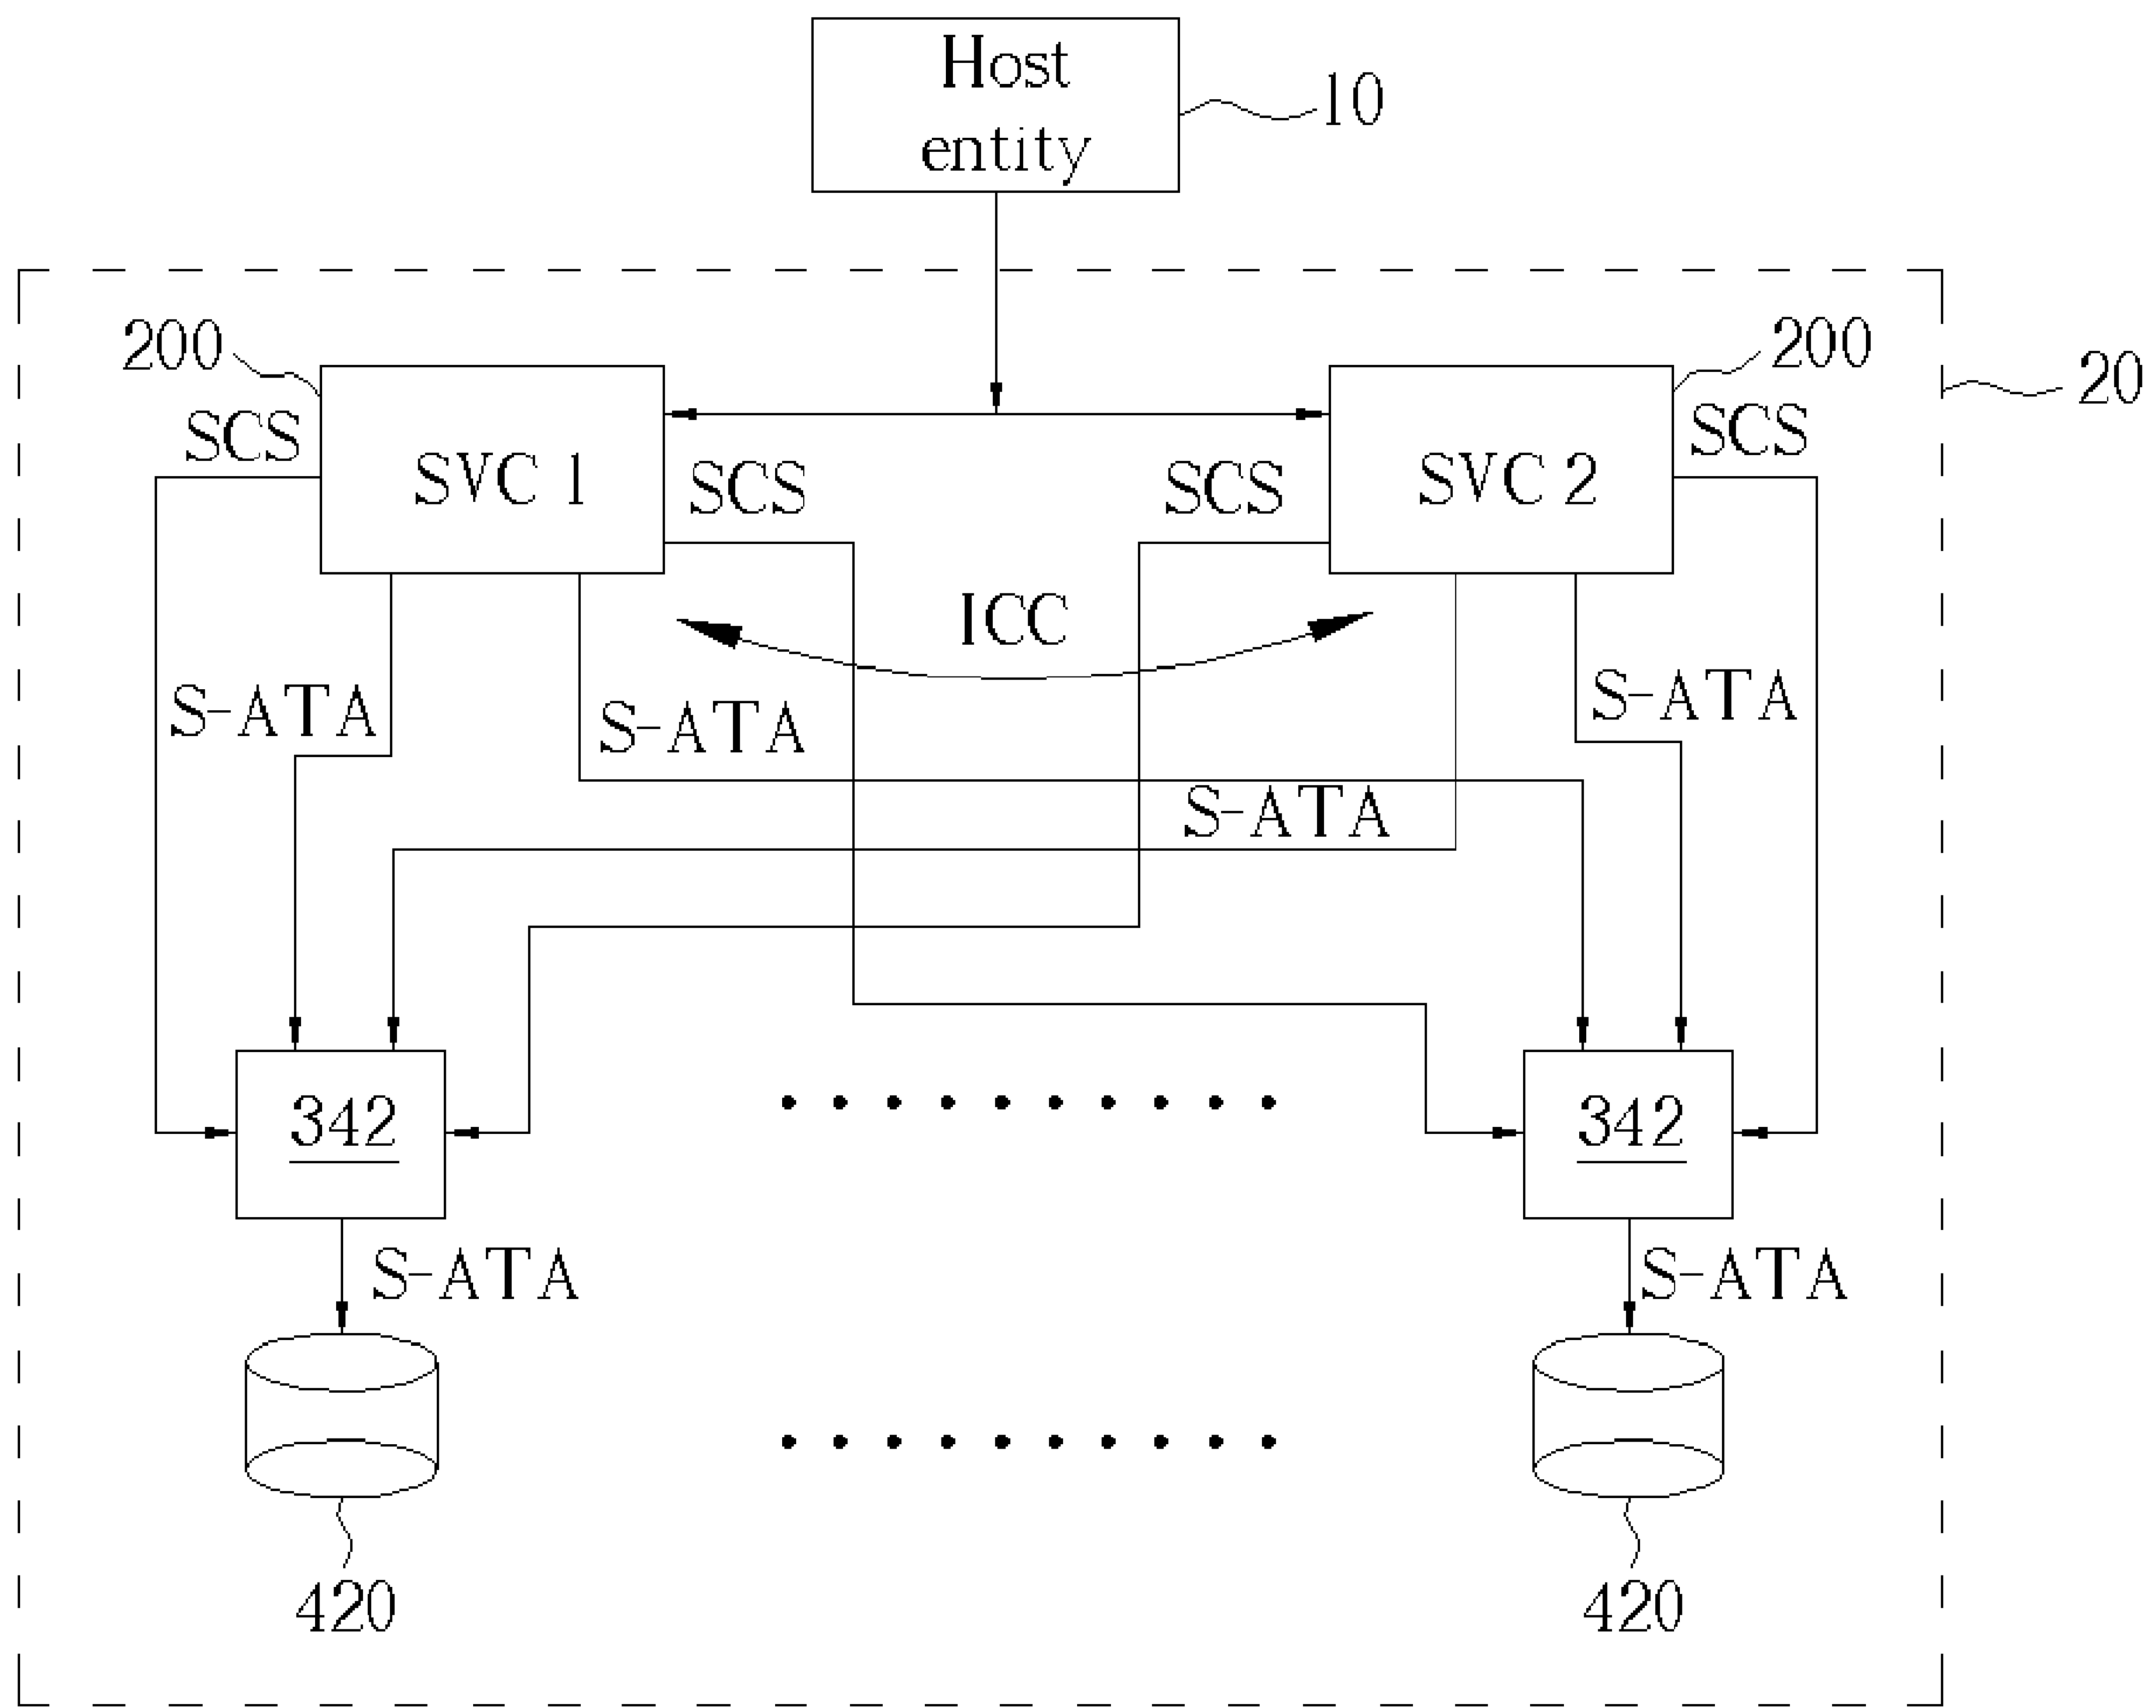 Host
entity
10
200
200
20
SCS
SCS
SVC 1
SCS
SCS
SVC 2
ICC
S-ATA
S-ATA
S-ATA
S-ATA
342
342
S-ATA
S-ATA
420
420